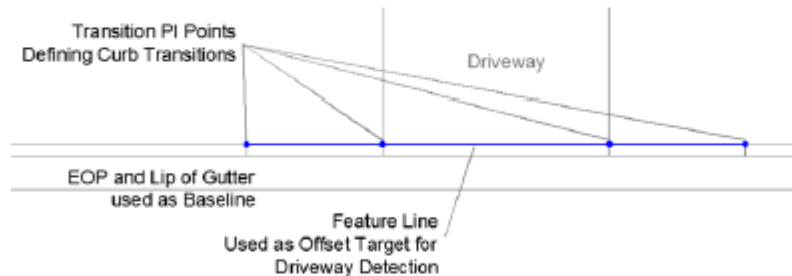 Transition PI Points
Defining Curb Transitions
Driveway
EOP and Lip of Gutter
used as Baseline
Feature Line
Used as Offset Target for
Driveway Detection